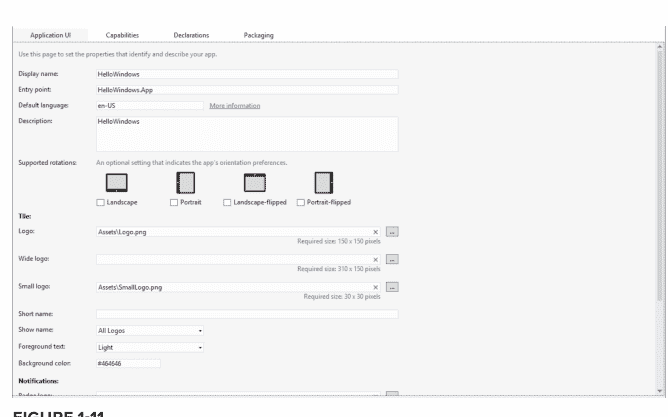 Application UI Capabilities Declarations Packaging
Use this page to set the properties that identify and describe your app.
Display name: HelloWindows
Entry point: HelloWindows.App
Default language: en-US More information
Description: HelloWindows
Supported rotations: An optional setting that indicates the app's orientation preferences.
Landscape Portrait Landscape-flipped Portrait-flipped
Tile:
Logo: Assets\Logo.png × ...
Required size: 150 x 150 pixels
Wide logo: × ...
Required size: 310 x 150 pixels
Small logo: Assets\SmallLogo.png × ...
Required size: 30 x 30 pixels
Short name:
Show name: All Logos
Foreground text: Light
Background color: #464646
Notifications:
Badge logo:
FIGURE 1-11